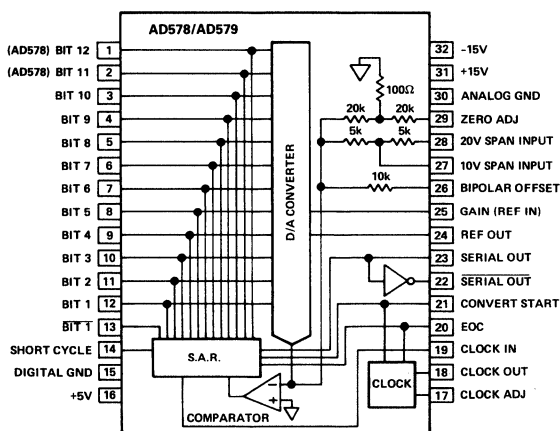 AD578/AD579
(AD578) BIT 12 1
(AD578) BIT 11 2
BIT 10 3
BIT 9 4
BIT 8 5
BIT 7 6
BIT 6 7
BIT 5 8
BIT 4 9
BIT 3 10
BIT 2 11
BIT 1 12
BIT 1 13
SHORT CYCLE 14
DIGITAL GND 15
+5V 16
D/A CONVERTER
S.A.R.
COMPARATOR
-
+
100Ω
20k 20k
5k 5k
10k
CLOCK
32 -15V
31 +15V
30 ANALOG GND
29 ZERO ADJ
28 20V SPAN INPUT
27 10V SPAN INPUT
26 BIPOLAR OFFSET
25 GAIN (REF IN)
24 REF OUT
23 SERIAL OUT
22 SERIAL OUT
21 CONVERT START
20 EOC
19 CLOCK IN
18 CLOCK OUT
17 CLOCK ADJ